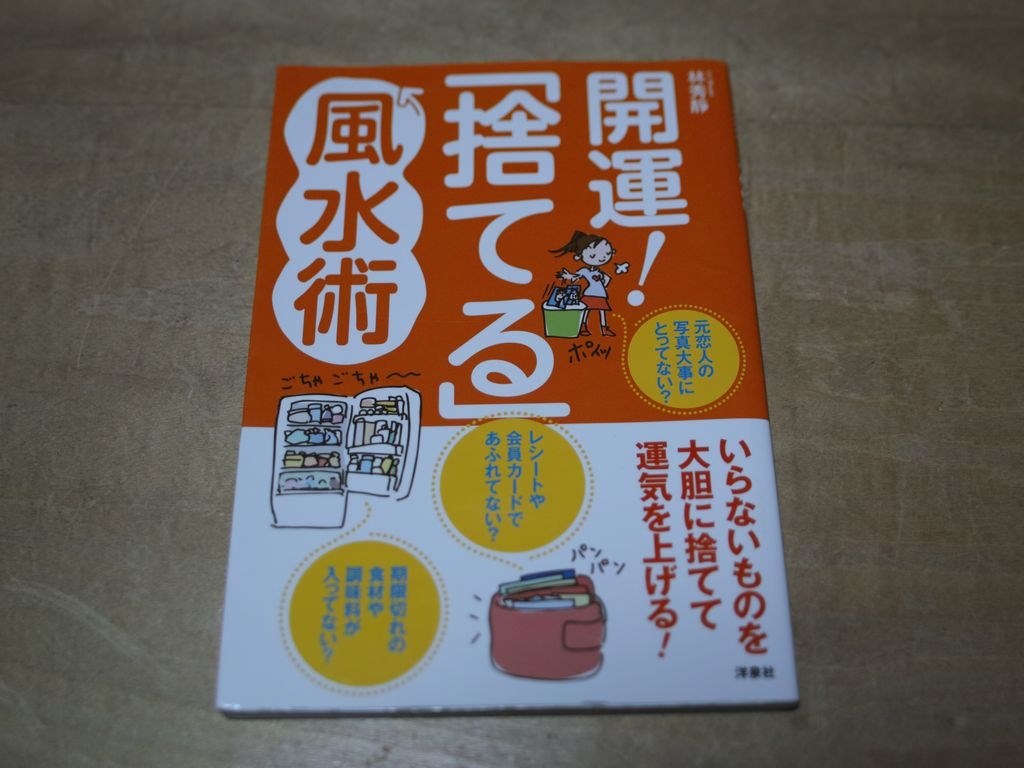 林秀静
開運!
「捨てる」
風水術
ポイッ
元恋人の
写真大事に
とってない?
ごちゃごちゃ〜〜
レシートや
会員カードで
あふれてない?
いらないものを
大胆に捨てて
運気を上げる!
期限切れの
食材や
調味料が
入ってない?
パン
パン
洋泉社